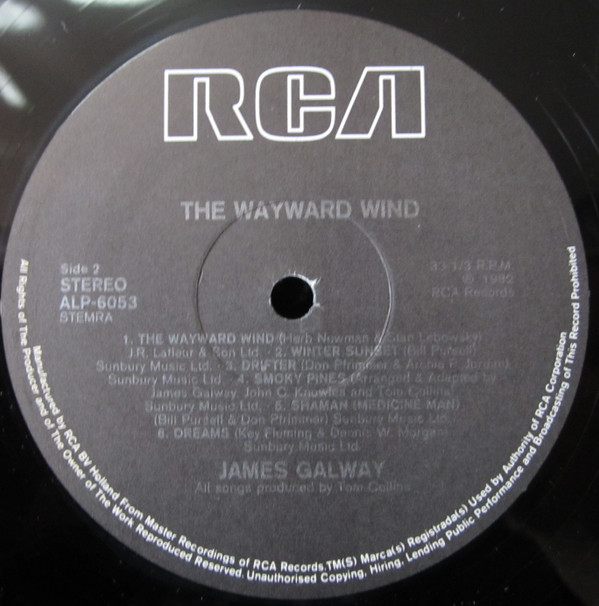 RCA
THE WAYWARD WIND
Side 2
STEREO
ALP-6053
STEMRA
33 1/3 R.P.M.
℗ 1982
RCA Records
1. THE WAYWARD WIND (Herb Newman & Stan Lebowsky)
J.R. Lafleur & Son Ltd. · 2. WINTER SUNSET (Bill Pursell)
Sunbury Music Ltd. · 3. DRIFTER (Don Pfrimmer & Archie P. Jordan)
Sunbury Music Ltd. · 4. SMOKY PINES (Arranged & Adapted by
James Galway, John C. Knowles and Tom Collins)
Sunbury Music Ltd. · 5. SHAMAN (MEDICINE MAN)
(Bill Pursell & Don Pfrimmer) Sunbury Music Ltd.
6. DREAMS (Key Fleming & Dennis W. Morgan)
Sunbury Music Ltd.
JAMES GALWAY
All songs produced by Tom Collins
Manufactured by RCA BV Holland From Master Recordings of RCA Records.TM(S) Marca(s) Registrada(s) Used by Authority of RCA Corporation
All Rights of The Producer and of The Owner of The Work Reproduced Reserved. Unauthorised Copying, Hiring, Lending Public Performance and Broadcasting of This Record Prohibited